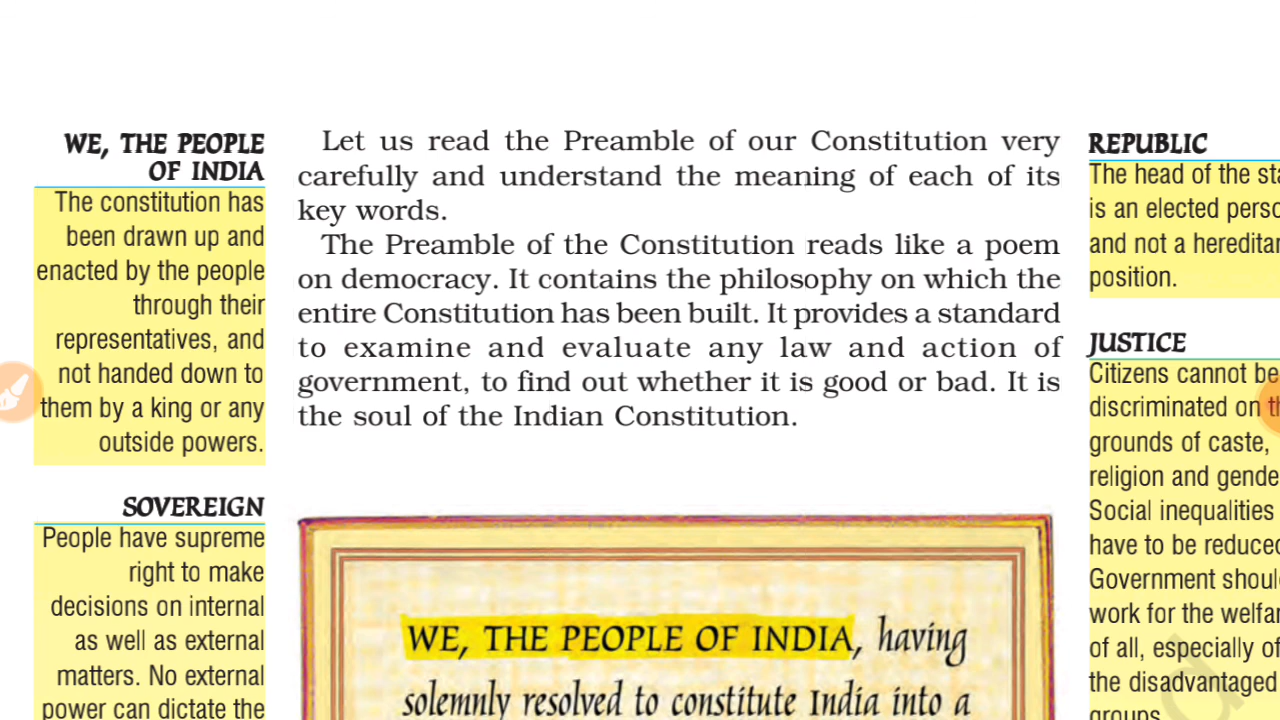 WE, THE PEOPLE
OF INDIA
The constitution has
been drawn up and
enacted by the people
through their
representatives, and
not handed down to
them by a king or any
outside powers.
SOVEREIGN
People have supreme
right to make
decisions on internal
as well as external
matters. No external
power can dictate the
Let us read the Preamble of our Constitution very
carefully and understand the meaning of each of its
key words.
The Preamble of the Constitution reads like a poem
on democracy. It contains the philosophy on which the
entire Constitution has been built. It provides a standard
to examine and evaluate any law and action of
government, to find out whether it is good or bad. It is
the soul of the Indian Constitution.
WE, THE PEOPLE OF INDIA, having
solemnly resolved to constitute India into a
REPUBLIC
The head of the
is an elected
and not a
position.
JUSTICE
Citizens cannot be
discriminated on
grounds of caste,
religion and
Social inequalities
have to be
Government
work for the
of all, especially of
the disadvantaged
groups